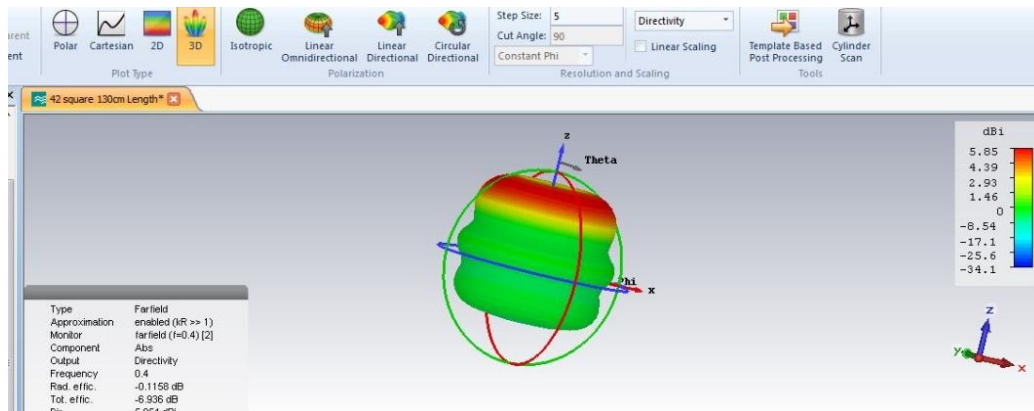 Step Size: 5
Directivity
Cut Angle: 90
Linear Scaling
Constant Phi
Polar Cartesian 2D 3D Isotropic Linear Omnidirectional Linear Directional Circular Directional Template Based Post Processing Cylinder Scan
Plot Type Polarization Resolution and Scaling Tools
42 square 130cm Length*
z
Theta
Phi
x
dBi
5.85
4.39
2.93
1.46
0
-8.54
-17.1
-25.6
-34.1
z
y
x
Type Farfield
Approximation enabled (kR >> 1)
Monitor farfield (f=0.4) [2]
Component Abs
Output Directivity
Frequency 0.4
Rad. effic. -0.1158 dB
Tot. effic. -6.936 dB